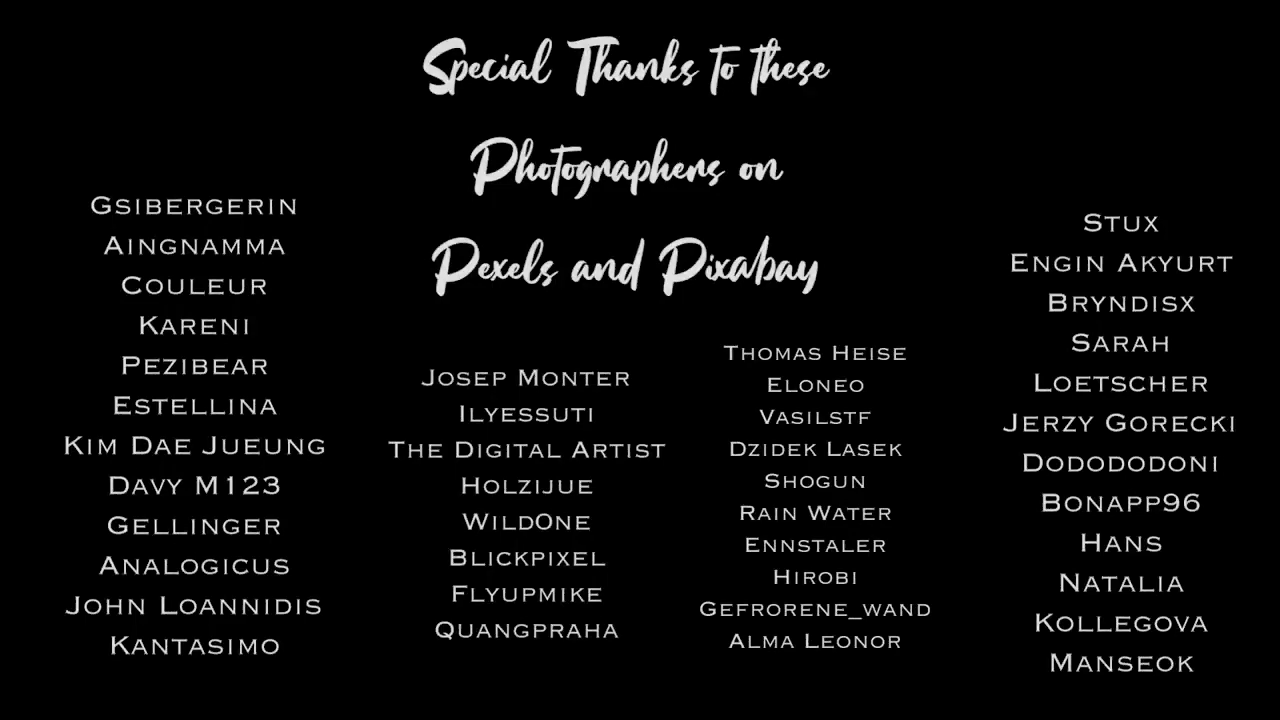 Special Thanks to these
Photographers on
Pexels and Pixabay
Gsibergerin
Aingnamma
Couleur
Kareni
Pezibear
Estellina
Kim Dae Jueung
Davy M123
Gellinger
Analogicus
John Loannidis
Kantasimo
Josep Monter
Ilyessuti
The Digital Artist
Holzijue
WildOne
Blickpixel
Flyupmike
Quangpraha
Thomas Heise
Eloneo
Vasilstf
Dzidek Lasek
Shogun
Rain Water
Ennstaler
Hirobi
Gefrorene_wand
Alma Leonor
Stux
Engin Akyurt
Bryndisx
Sarah
Loetscher
Jerzy Gorecki
Dodododoni
Bonapp96
Hans
Natalia
Kollegova
Manseok